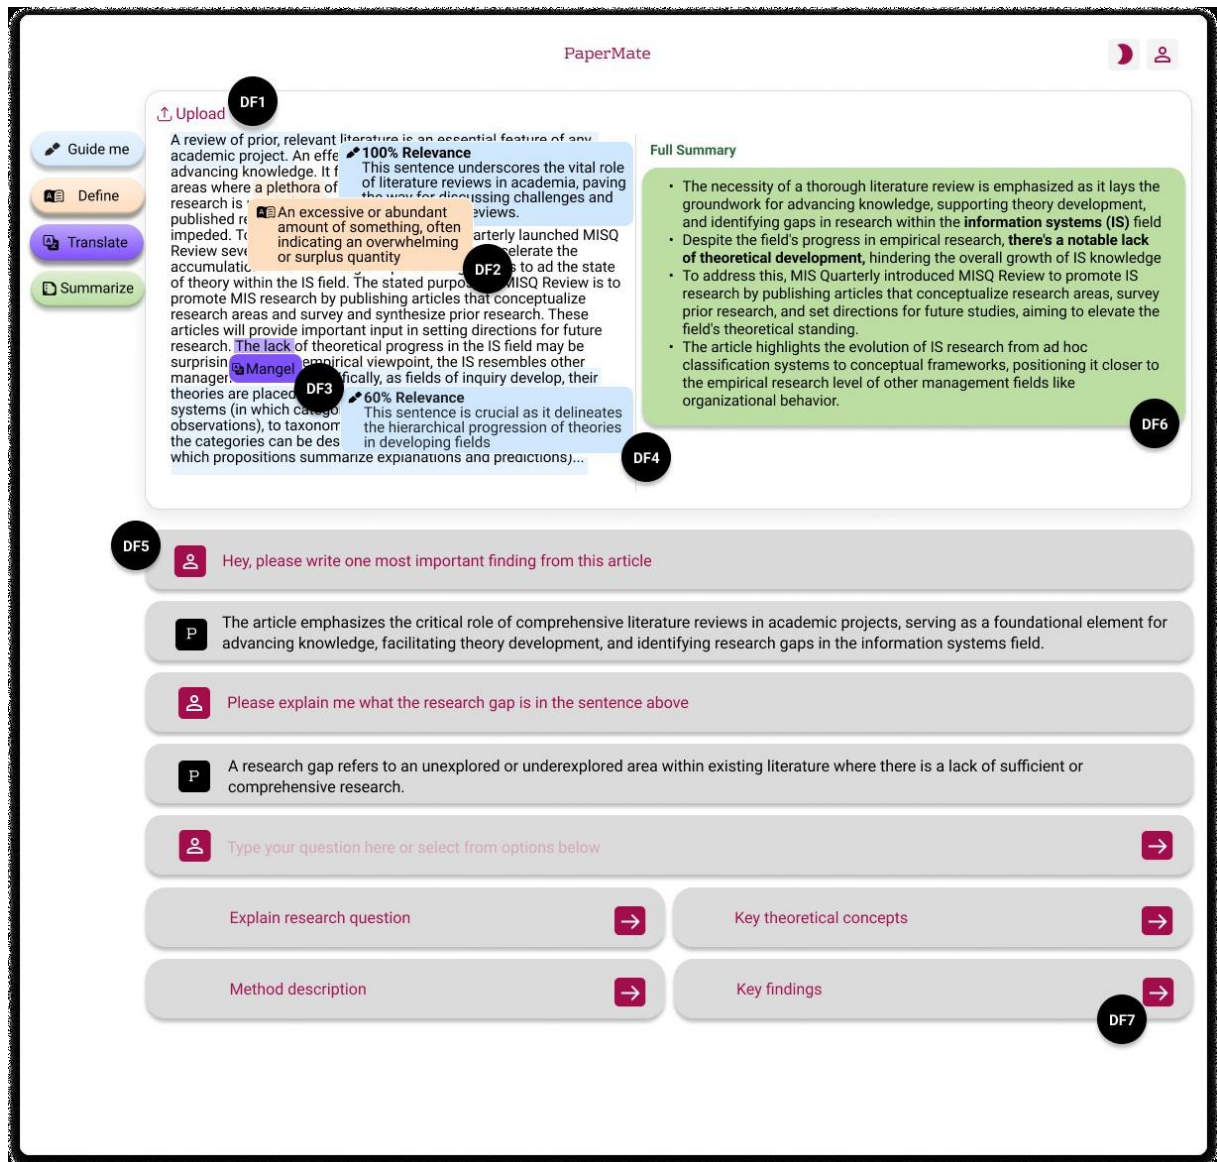 PaperMate
Upload
DF1
Guide me
Define
Translate
Summarize
A review of prior, relevant literature is an essential feature of any
academic project. An effe
advancing knowledge. It f
areas where a plethora of
research is
published re
impeded. To
arterly launched MISQ
Review seve
celerate the
accumulatio
s to ad the state
of theory within the IS field. The stated purpo
MISQ Review is to
promote MIS research by publishing articles that conceptualize
research areas and survey and synthesize prior research. These
articles will provide important input in setting directions for future
research. The lack of theoretical progress in the IS field may be
surprisin
empirical viewpoint, the IS resembles other
manager
fically, as fields of inquiry develop, their
theories are placed
systems (in which catego
observations), to taxonom
the categories can be des
which propositions summarize explanations and predictions)...
100% Relevance
This sentence underscores the vital role
of literature reviews in academia, paving
the way for discussing challenges and
eviews.
An excessive or abundant
amount of something, often
indicating an overwhelming
or surplus quantity
DF2
Mangel
DF3
60% Relevance
This sentence is crucial as it delineates
the hierarchical progression of theories
in developing fields
DF4
Full Summary
• The necessity of a thorough literature review is emphasized as it lays the
groundwork for advancing knowledge, supporting theory development,
and identifying gaps in research within the information systems (IS) field
• Despite the field's progress in empirical research, there's a notable lack
of theoretical development, hindering the overall growth of IS knowledge
• To address this, MIS Quarterly introduced MISQ Review to promote IS
research by publishing articles that conceptualize research areas, survey
prior research, and set directions for future studies, aiming to elevate the
field's theoretical standing.
• The article highlights the evolution of IS research from ad hoc
classification systems to conceptual frameworks, positioning it closer to
the empirical research level of other management fields like
organizational behavior.
DF6
DF5
Hey, please write one most important finding from this article
P
The article emphasizes the critical role of comprehensive literature reviews in academic projects, serving as a foundational element for
advancing knowledge, facilitating theory development, and identifying research gaps in the information systems field.
Please explain me what the research gap is in the sentence above
P
A research gap refers to an unexplored or underexplored area within existing literature where there is a lack of sufficient or
comprehensive research.
Type your question here or select from options below
Explain research question
Key theoretical concepts
Method description
Key findings
DF7